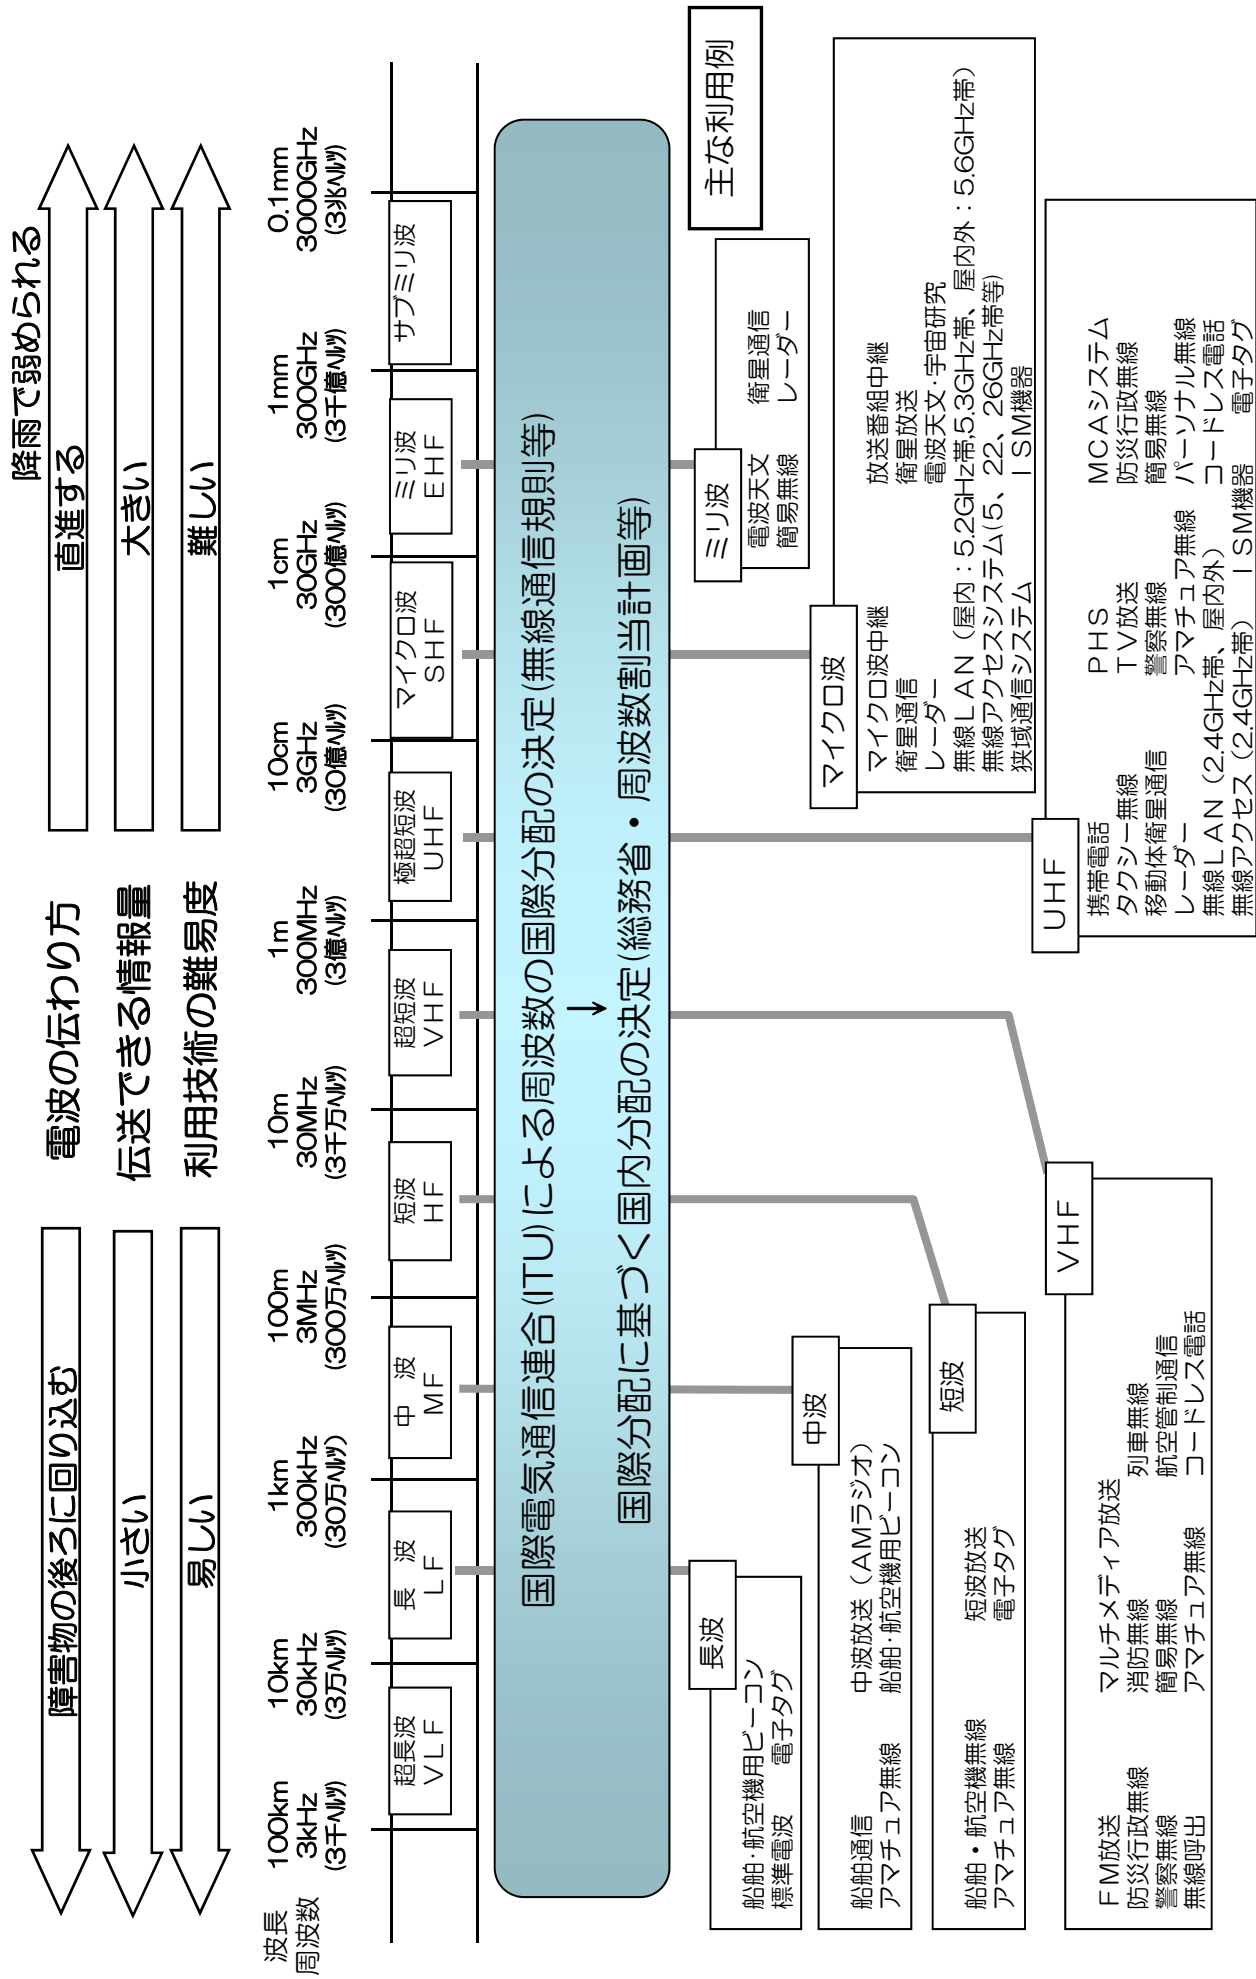 降雨で弱められる
障害物の後ろに回り込む 電波の伝わり方 直進する
小さい 伝送できる情報量 大きい
易しい 利用技術の難易度 難しい
波長 100km 10km 1km 100m 10m 1m 10cm 1cm 1mm 0.1mm
周波数 3kHz 30kHz 300kHz 3MHz 30MHz 300MHz 3GHz 30GHz 300GHz 3000GHz
(3千ヘルツ) (3万ヘルツ) (30万ヘルツ) (300万ヘルツ) (3千万ヘルツ) (3億ヘルツ) (30億ヘルツ) (300億ヘルツ) (3千億ヘルツ) (3兆ヘルツ)
超長波 長 波 中 波 短波 超短波 極超短波 マイクロ波 ミリ波 サブミリ波
VLF LF MF HF VHF UHF SHF EHF
国際電気通信連合(ITU)による周波数の国際分配の決定(無線通信規則等)
↓
国際分配に基づく国内分配の決定(総務省・周波数割当計画等)
主な利用例
長波
船舶・航空機用ビーコン
標準電波 電子タグ
中波
船舶通信 中波放送(AMラジオ)
アマチュア無線 船舶・航空機用ビーコン
短波
船舶・航空機無線 短波放送
アマチュア無線 電子タグ
VHF
FM放送 マルチメディア放送
防災行政無線 消防無線 列車無線
警察無線 簡易無線 航空管制通信
無線呼出 アマチュア無線 コードレス電話
ミリ波
電波天文 衛星通信
簡易無線 レーダー
マイクロ波
マイクロ波中継 放送番組中継
衛星通信 衛星放送
レーダー 電波天文・宇宙研究
無線LAN(屋内:5.2GHz帯,5.3GHz帯、屋内外:5.6GHz帯)
無線アクセスシステム(5、22、26GHz帯等)
狭域通信システム ISM機器
UHF
携帯電話 PHS MCAシステム
タクシー無線 TV放送 防災行政無線
移動体衛星通信 警察無線 簡易無線
レーダー アマチュア無線 パーソナル無線
無線LAN(2.4GHz帯、屋内外) コードレス電話
無線アクセス(2.4GHz帯) ISM機器 電子タグ